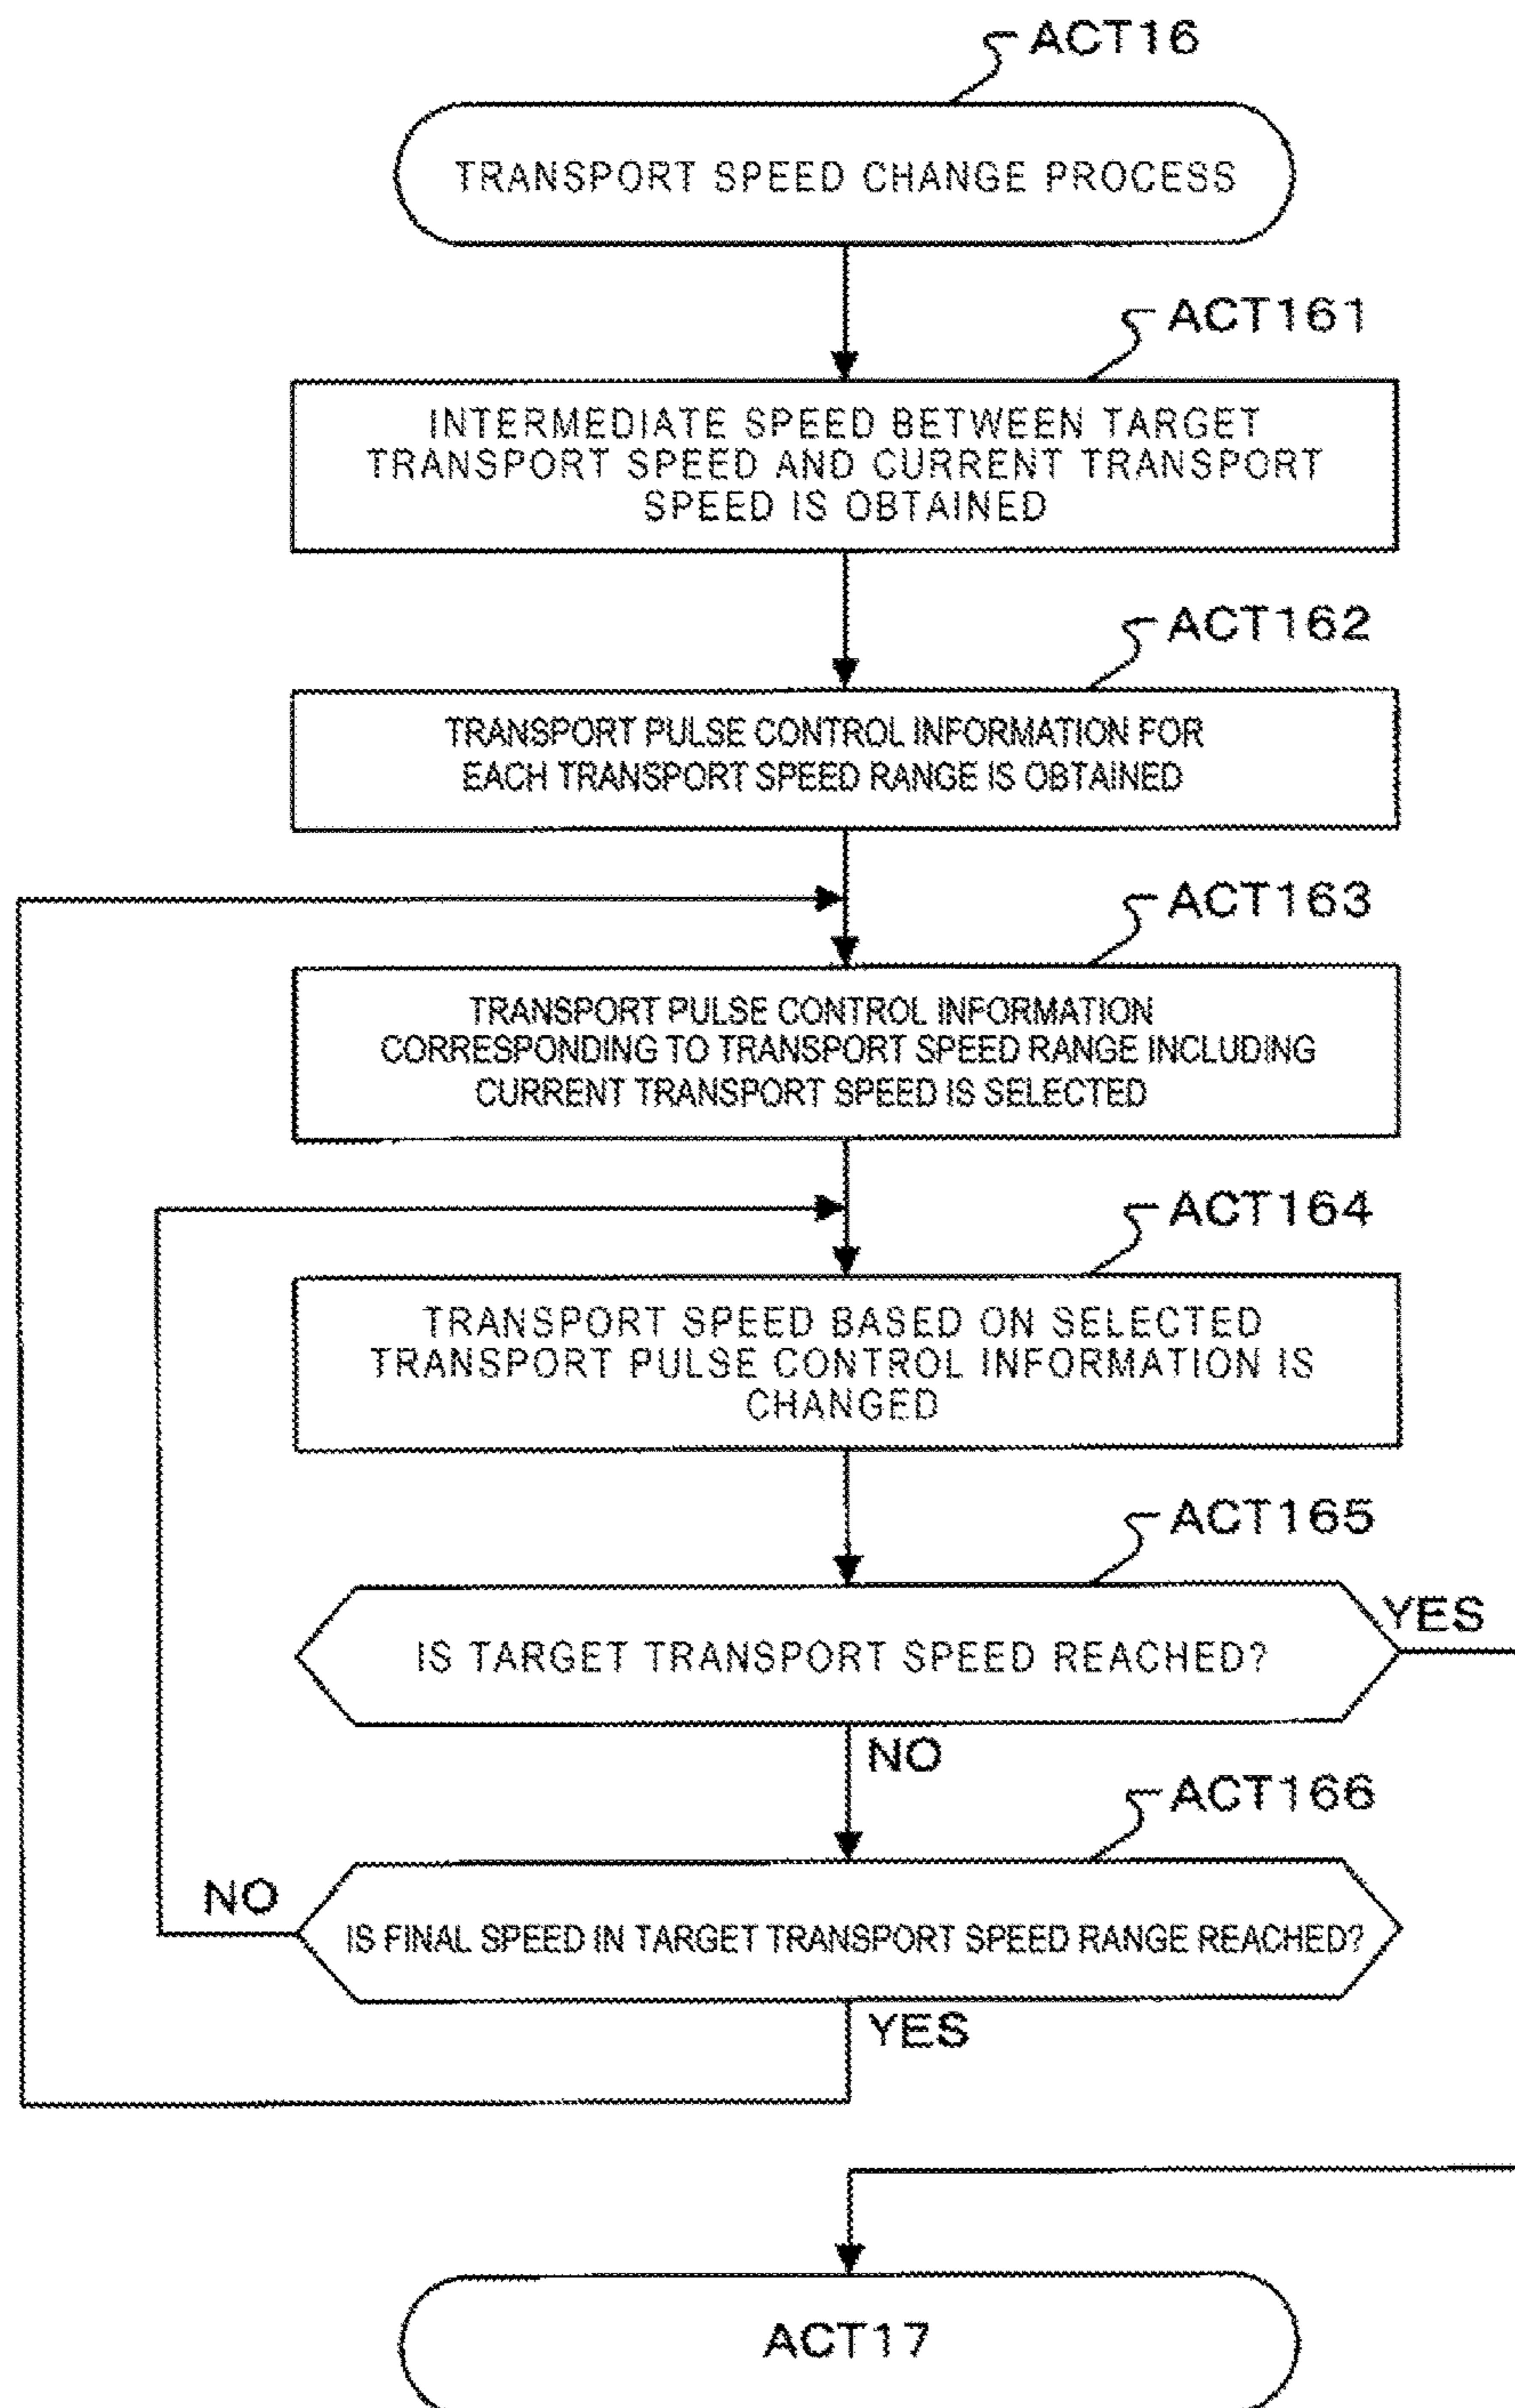 ACT16
TRANSPORT SPEED CHANGE PROCESS
ACT161
INTERMEDIATE SPEED BETWEEN TARGET
TRANSPORT SPEED AND CURRENT TRANSPORT
SPEED IS OBTAINED
ACT162
TRANSPORT PULSE CONTROL INFORMATION FOR
EACH TRANSPORT SPEED RANGE IS OBTAINED
ACT163
TRANSPORT PULSE CONTROL INFORMATION
CORRESPONDING TO TRANSPORT SPEED RANGE INCLUDING
CURRENT TRANSPORT SPEED IS SELECTED
ACT164
TRANSPORT SPEED BASED ON SELECTED
TRANSPORT PULSE CONTROL INFORMATION IS
CHANGED
ACT165
YES
IS TARGET TRANSPORT SPEED REACHED?
NO
ACT166
NO
IS FINAL SPEED IN TARGET TRANSPORT SPEED RANGE REACHED?
YES
ACT17